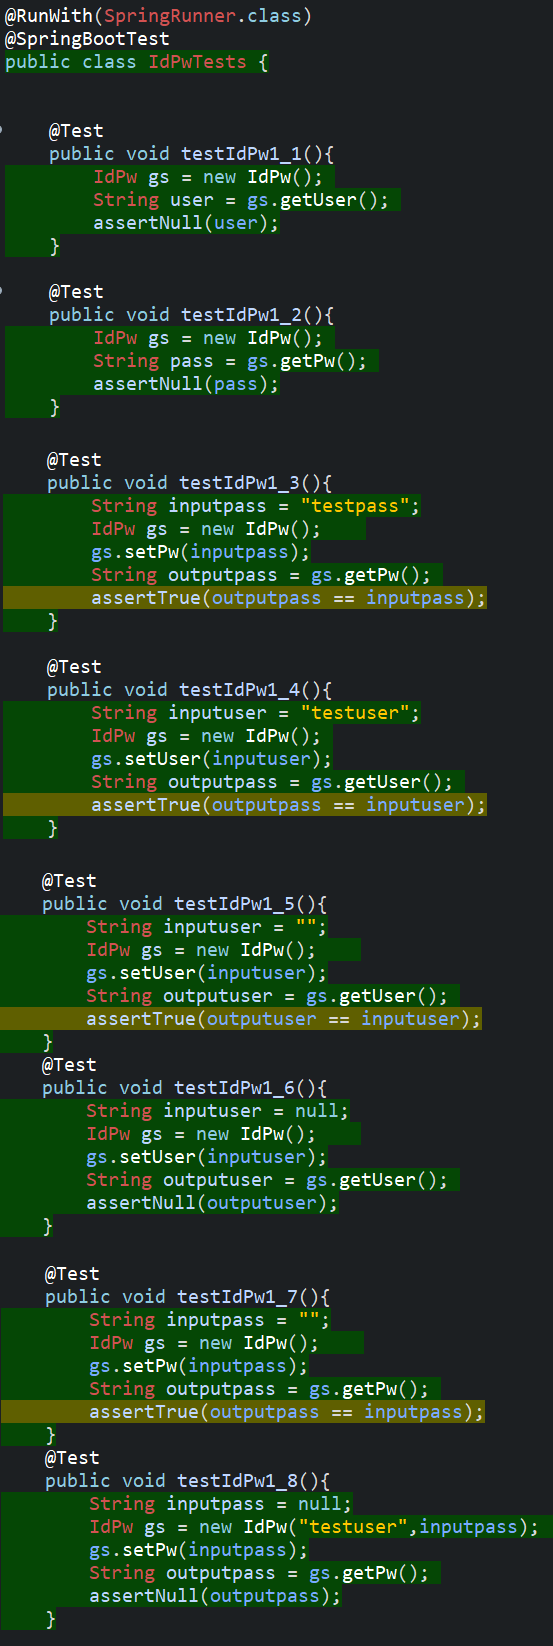 @RunWith(SpringRunner.class)
@SpringBootTest
public class IdPwTests {
@Test
public void testIdPw1_1(){
IdPw gs = new IdPw();
String user = gs.getUser();
assertNull(user);
}
@Test
public void testIdPw1_2(){
IdPw gs = new IdPw();
String pass = gs.getPw();
assertNull(pass);
}
@Test
public void testIdPw1_3(){
String inputpass = "testpass";
IdPw gs = new IdPw();
gs.setPw(inputpass);
String outputpass = gs.getPw();
assertTrue(outputpass == inputpass);
}
@Test
public void testIdPw1_4(){
String inputuser = "testuser";
IdPw gs = new IdPw();
gs.setUser(inputuser);
String outputpass = gs.getUser();
assertTrue(outputpass == inputuser);
}
@Test
public void testIdPw1_5(){
String inputuser = "";
IdPw gs = new IdPw();
gs.setUser(inputuser);
String outputuser = gs.getUser();
assertTrue(outputuser == inputuser);
}
@Test
public void testIdPw1_6(){
String inputuser = null;
IdPw gs = new IdPw();
gs.setUser(inputuser);
String outputuser = gs.getUser();
assertNull(outputuser);
}
@Test
public void testIdPw1_7(){
String inputpass = "";
IdPw gs = new IdPw();
gs.setPw(inputpass);
String outputpass = gs.getPw();
assertTrue(outputpass == inputpass);
}
@Test
public void testIdPw1_8(){
String inputpass = null;
IdPw gs = new IdPw("testuser",inputpass);
gs.setPw(inputpass);
String outputpass = gs.getPw();
assertNull(outputpass);
}